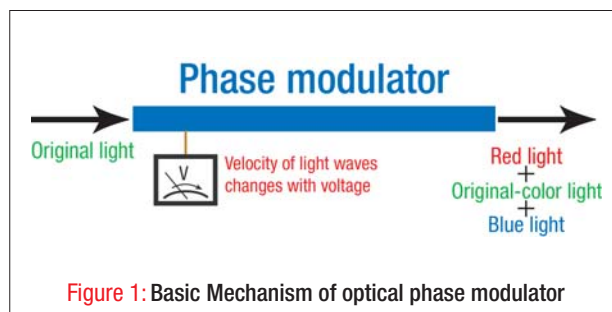 Phase modulator
Original light
V
Velocity of light waves
changes with voltage
Red light
+
Original-color light
+
Blue light
Figure 1: Basic Mechanism of optical phase modulator